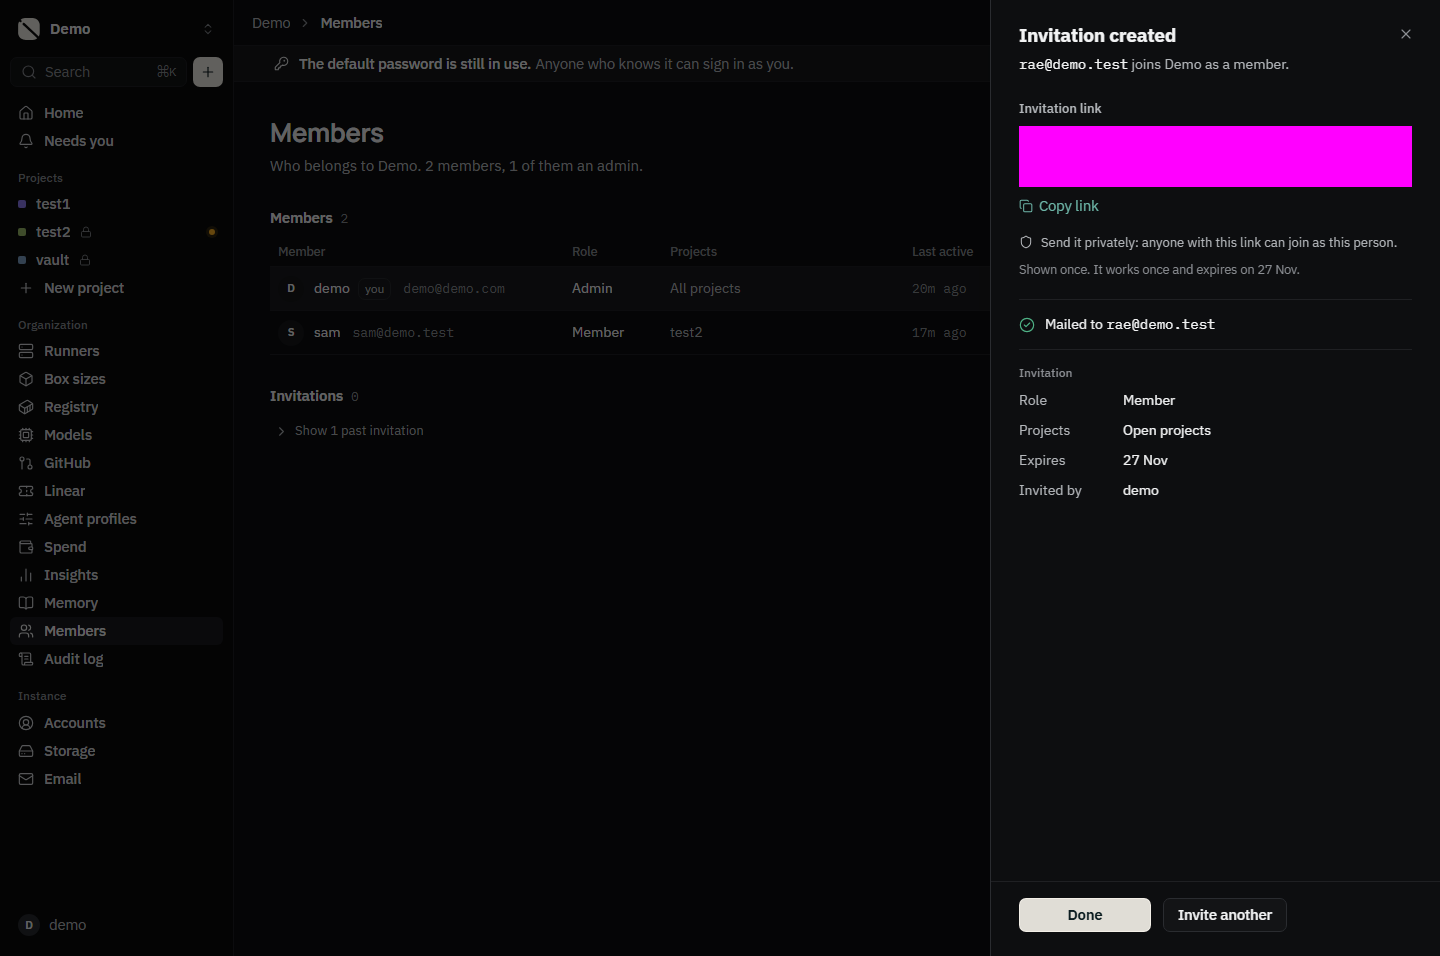 Demo
Search ⌘K
Home
Needs you
Projects
test1
test2
vault
New project
Organization
Runners
Box sizes
Registry
Models
GitHub
Linear
Agent profiles
Spend
Insights
Memory
Members
Audit log
Instance
Accounts
Storage
Email
D demo
Demo > Members
The default password is still in use. Anyone who knows it can sign in as you.
Members
Who belongs to Demo. 2 members, 1 of them an admin.
Members 2
Member Role Projects Last active
D demo you demo@demo.com Admin All projects 20m ago
S sam sam@demo.test Member test2 17m ago
Invitations 0
Show 1 past invitation
Invitation created
rae@demo.test joins Demo as a member.
Invitation link
Copy link
Send it privately: anyone with this link can join as this person.
Shown once. It works once and expires on 27 Nov.
Mailed to rae@demo.test
Invitation
Role Member
Projects Open projects
Expires 27 Nov
Invited by demo
Done Invite another